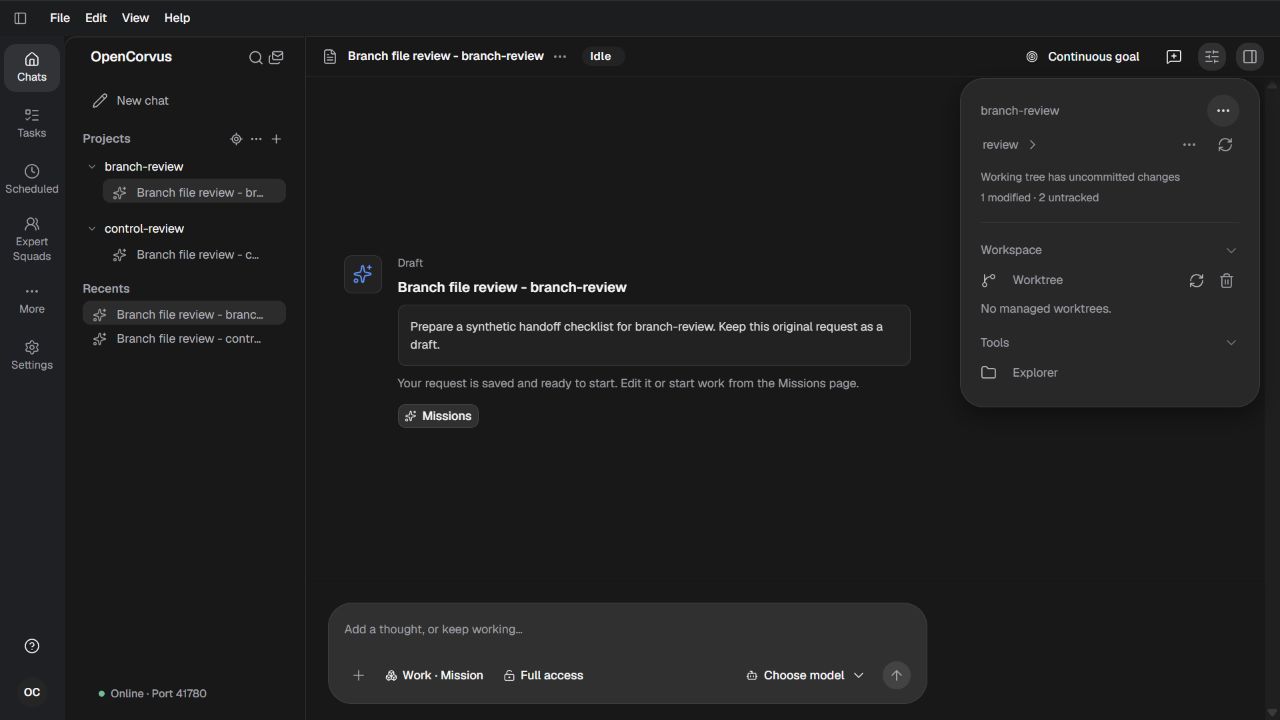 File Edit View Help
OpenCorvus
Chats
Tasks
Scheduled
Expert
Squads
More
Settings
OC
New chat
Projects
branch-review
Branch file review - br...
control-review
Branch file review - c...
Recents
Branch file review - branc...
Branch file review - contr...
Online · Port 41780
Branch file review - branch-review
Idle
Continuous goal
Draft
Branch file review - branch-review
Prepare a synthetic handoff checklist for branch-review. Keep this original request as a
draft.
Your request is saved and ready to start. Edit it or start work from the Missions page.
Missions
Add a thought, or keep working...
Work · Mission
Full access
Choose model
branch-review
review
Working tree has uncommitted changes
1 modified · 2 untracked
Workspace
Worktree
No managed worktrees.
Tools
Explorer